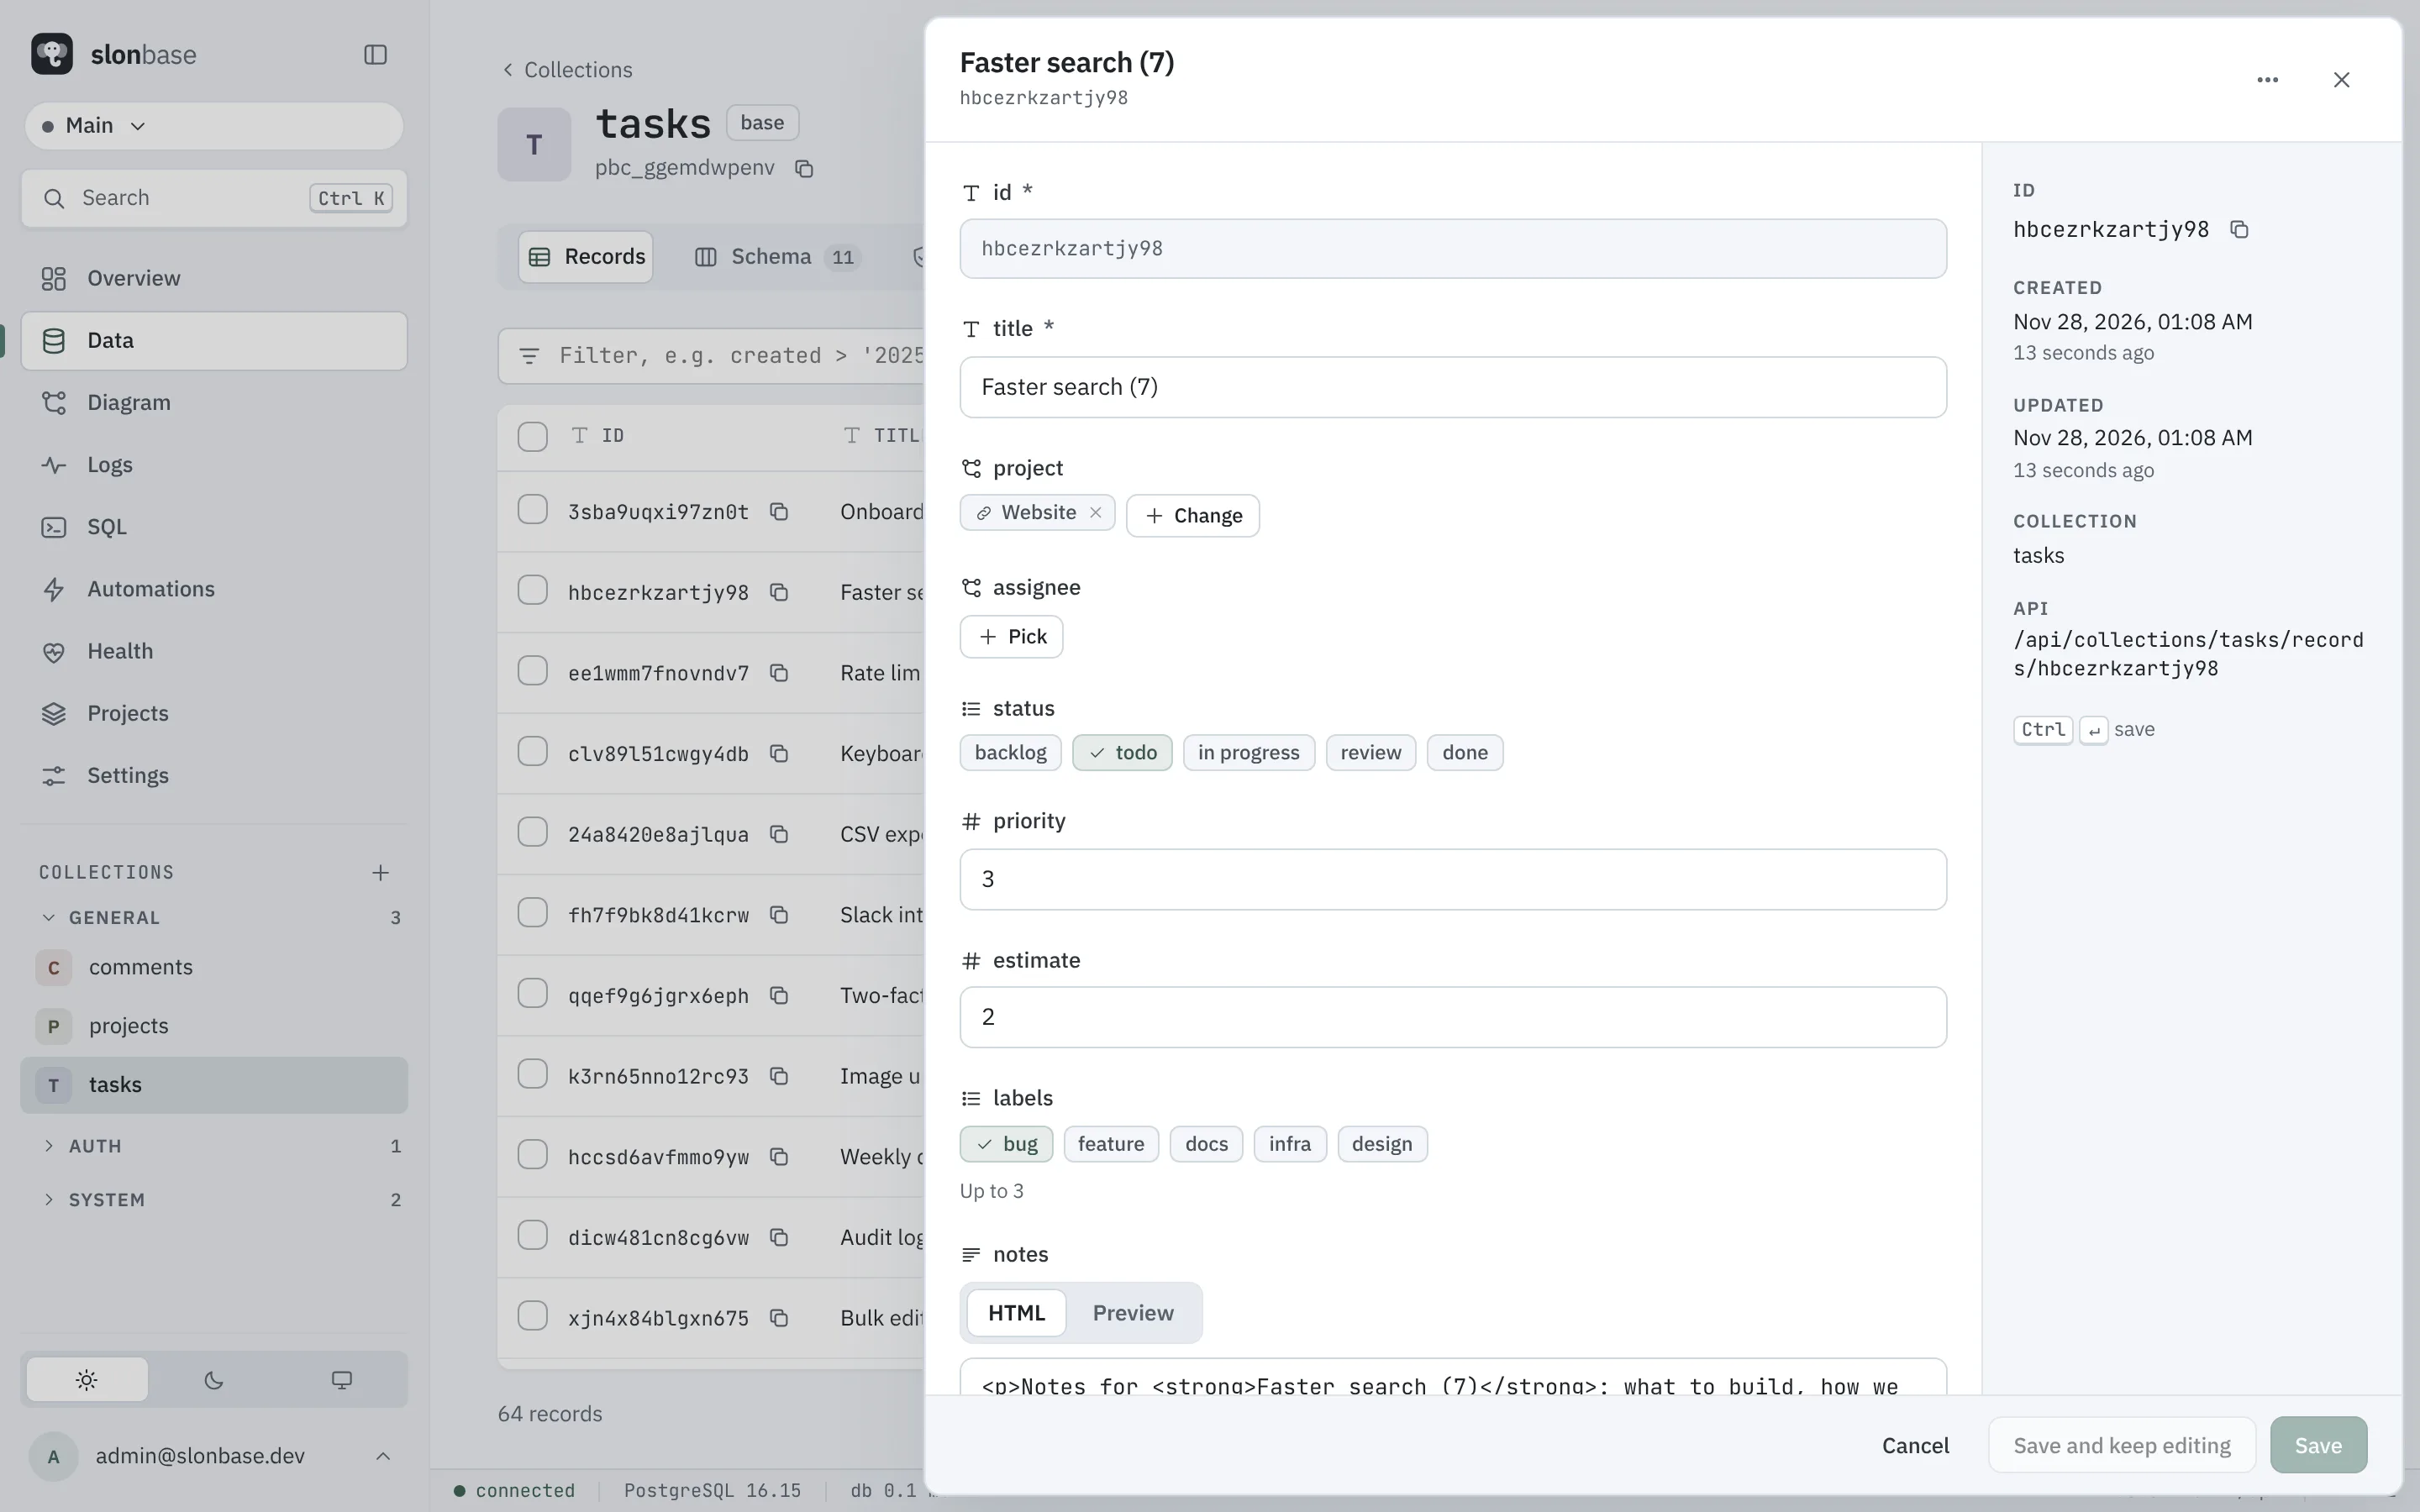 slonbase
Main
Search Ctrl K
Overview
Data
Diagram
Logs
SQL
Automations
Health
Projects
Settings
COLLECTIONS
GENERAL 3
C comments
P projects
T tasks
AUTH 1
SYSTEM 2
A admin@slonbase.dev
Collections
T tasks base
pbc_ggemdwpenv
Records Schema 11
Filter, e.g. created > '2025
ID TITL
3sba9uqxi97zn0t Onboard
hbcezrkzartjy98 Faster se
ee1wmm7fnovndv7 Rate lim
clv89l51cwgy4db Keyboar
24a8420e8ajlqua CSV exp
fh7f9bk8d41kcrw Slack int
qqef9g6jgrx6eph Two-fact
k3rn65nno12rc93 Image u
hccsd6avfmmo9yw Weekly
dicw481cn8cg6vw Audit log
xjn4x84blgxn675 Bulk edit
64 records
connected PostgreSQL 16.15 db 0.1
Faster search (7)
hbcezrkzartjy98
id *
hbcezrkzartjy98
title *
Faster search (7)
project
Website Change
assignee
Pick
status
backlog todo in progress review done
priority
3
estimate
2
labels
bug feature docs infra design
Up to 3
notes
HTML Preview
<p>Notes for <strong>Faster search (7)</strong>: what to build, how we
ID
hbcezrkzartjy98
CREATED
Nov 28, 2026, 01:08 AM
13 seconds ago
UPDATED
Nov 28, 2026, 01:08 AM
13 seconds ago
COLLECTION
tasks
API
/api/collections/tasks/record
s/hbcezrkzartjy98
Ctrl ↵ save
Cancel Save and keep editing Save